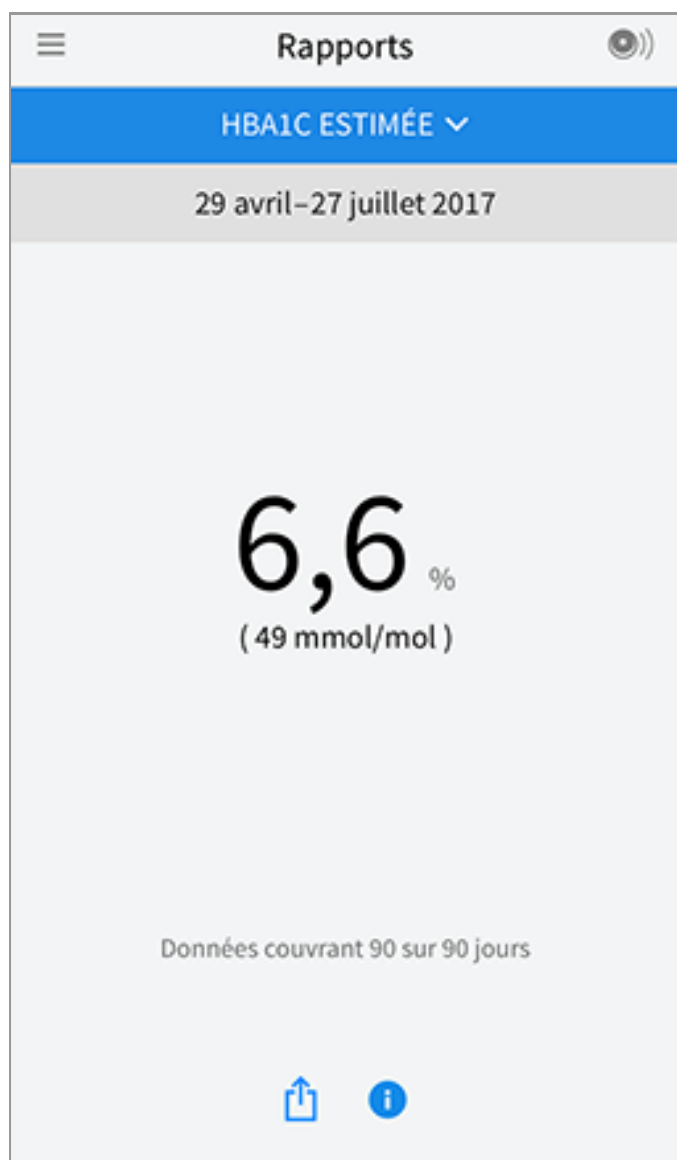 Rapports
HBA1C ESTIMÉE
29 avril–27 juillet 2017
6,6 %
( 49 mmol/mol )
Données couvrant 90 sur 90 jours